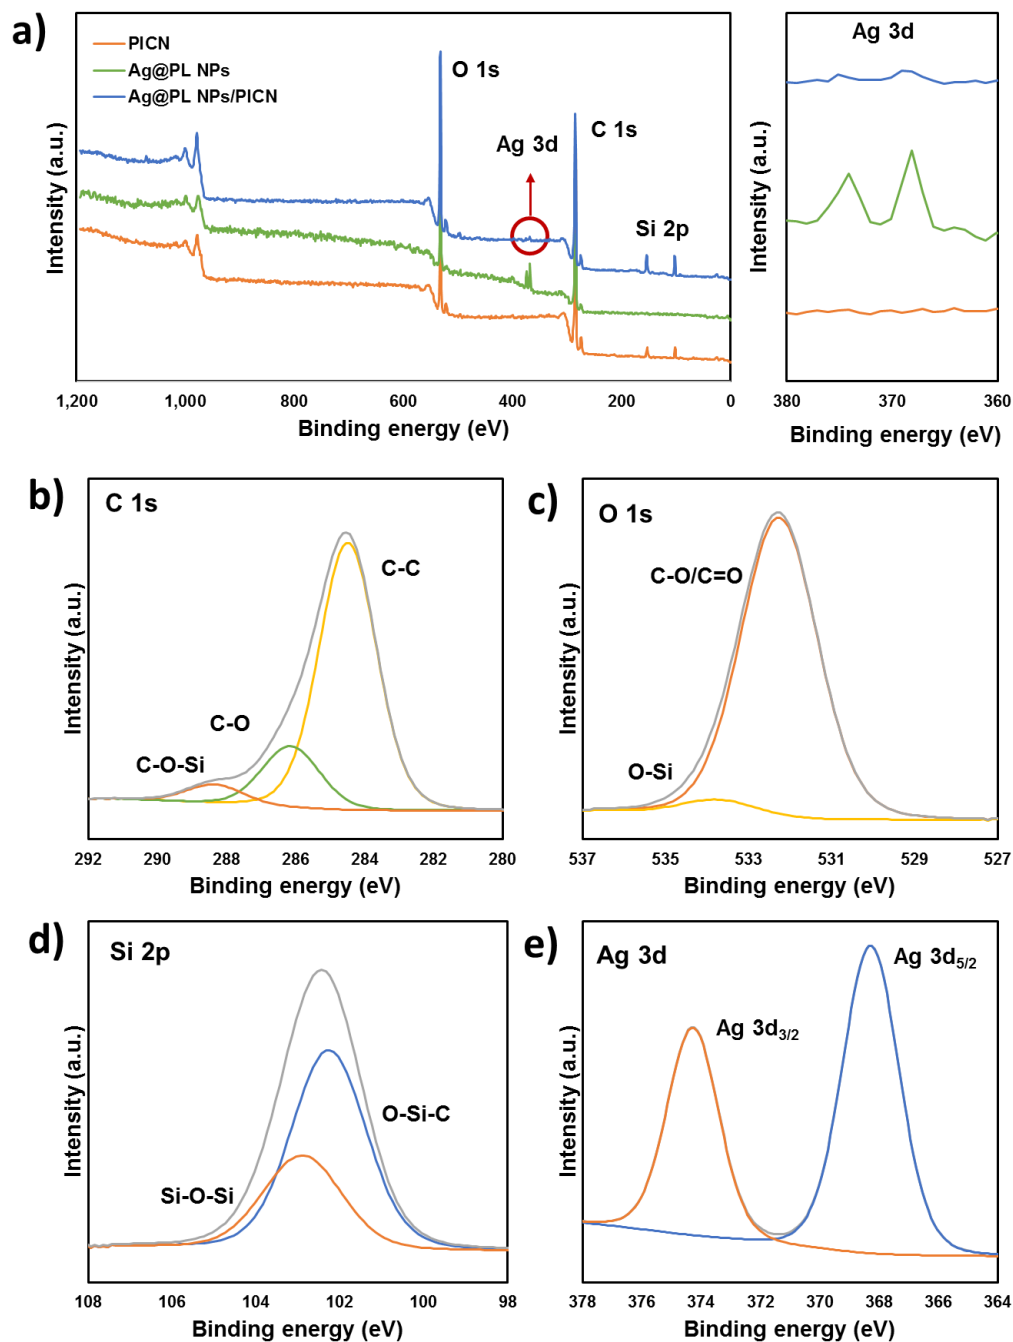 a)
PICN
Ag@PL NPs
Ag@PL NPs/PICN
O 1s
Ag 3d
C 1s
Si 2p
Intensity (a.u.)
1,200 1,000 800 600 400 200 0
Binding energy (eV)
Ag 3d
Intensity (a.u.)
380 370 360
Binding energy (eV)
b)
C 1s
C-C
C-O
C-O-Si
Intensity (a.u.)
292 290 288 286 284 282 280
Binding energy (eV)
c)
O 1s
C-O/C=O
O-Si
Intensity (a.u.)
537 535 533 531 529 527
Binding energy (eV)
d)
Si 2p
O-Si-C
Si-O-Si
Intensity (a.u.)
108 106 104 102 100 98
Binding energy (eV)
e)
Ag 3d
Ag 3d5/2
Ag 3d3/2
Intensity (a.u.)
378 376 374 372 370 368 366 364
Binding energy (eV)